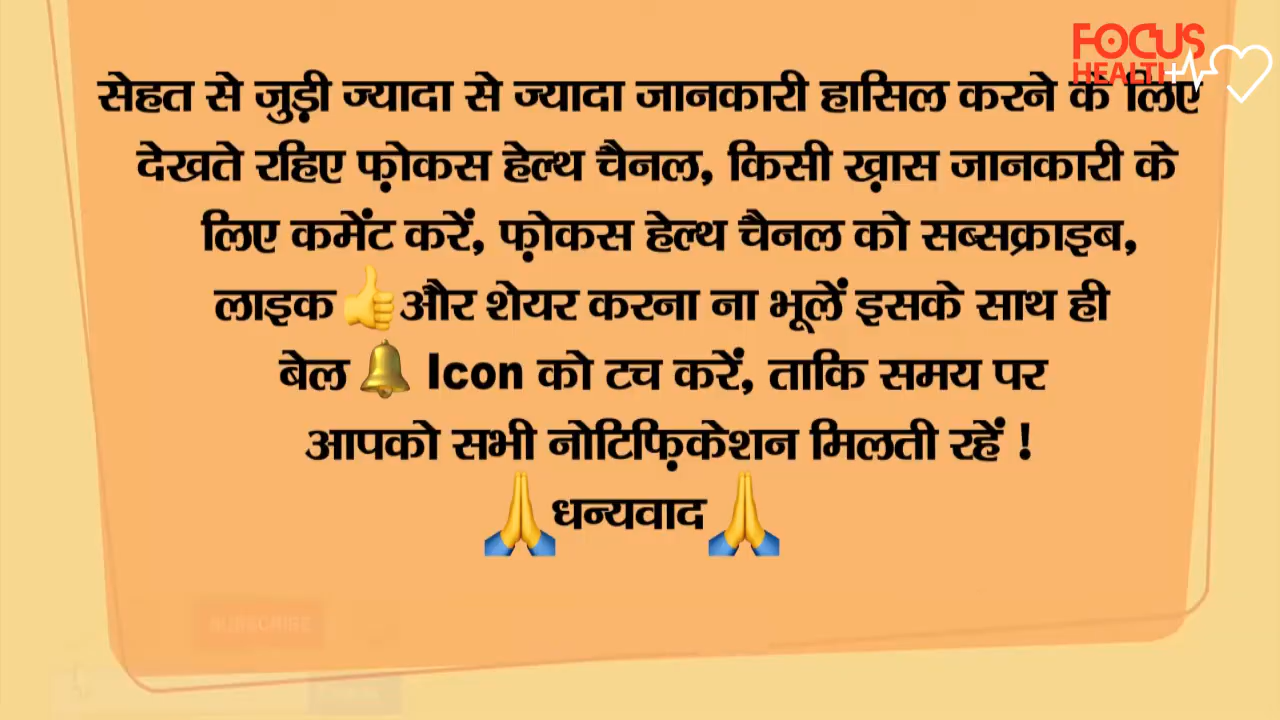 FOCUS
HEALTH
सेहत से जुड़ी ज्यादा से ज्यादा जानकारी हासिल करने के लिए
देखते रहिए फ़ोकस हेल्थ चैनल, किसी ख़ास जानकारी के
लिए कमेंट करें, फ़ोकस हेल्थ चैनल को सब्सक्राइब,
लाइक 👍 और शेयर करना ना भूलें इसके साथ ही
बेल 🔔 Icon को टच करें, ताकि समय पर
आपको सभी नोटिफ़िकेशन मिलती रहें !
🙏 धन्यवाद 🙏
SUBSCRIBE